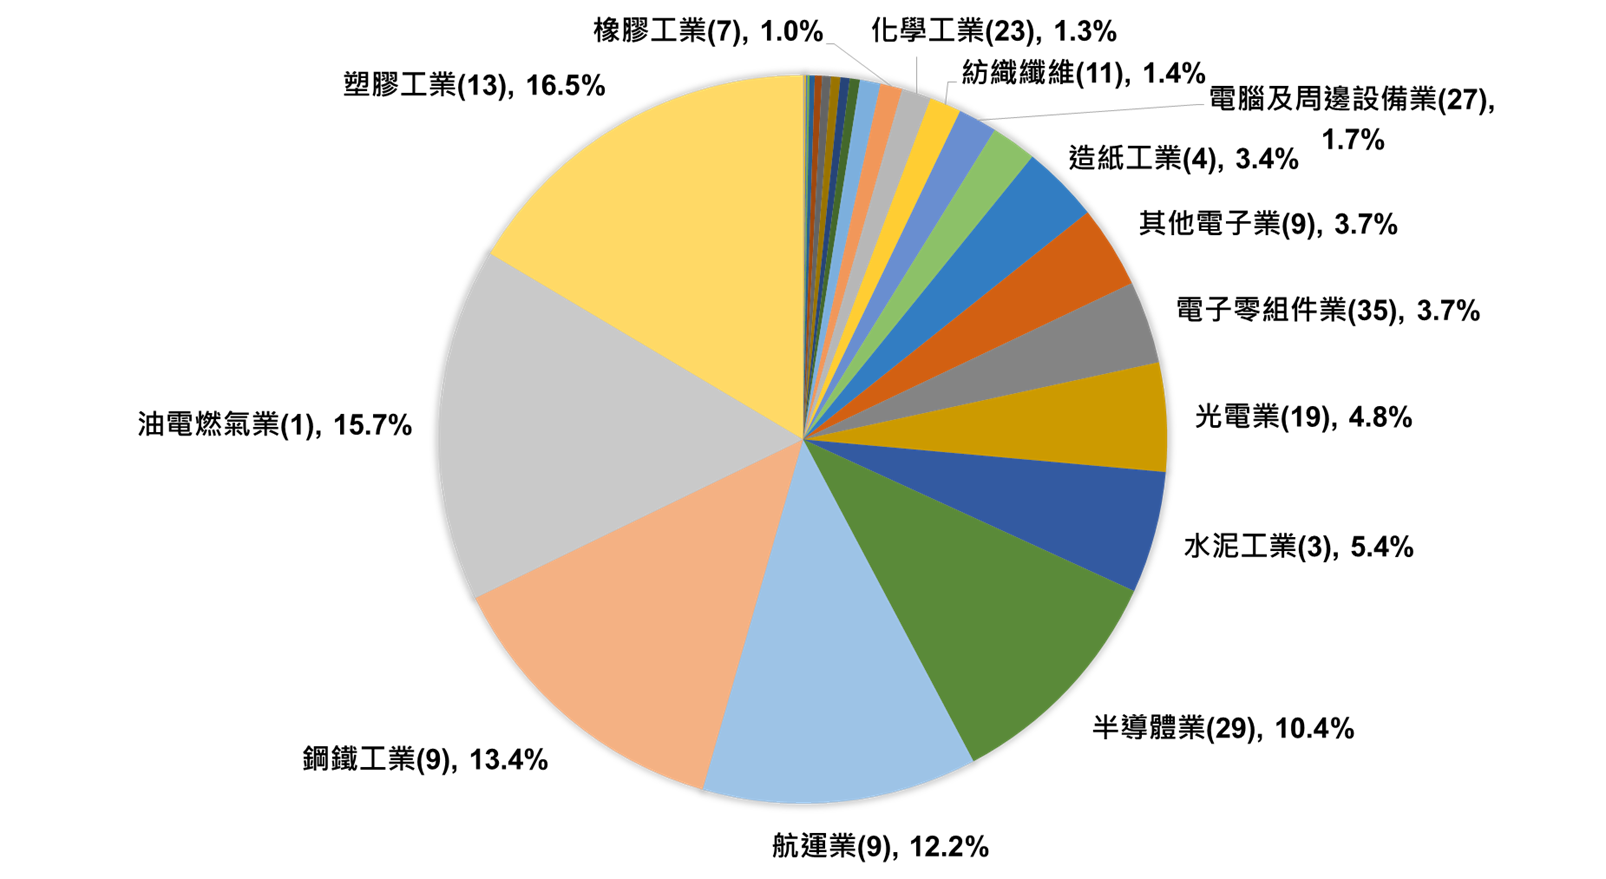 橡膠工業(7), 1.0%
化學工業(23), 1.3%
紡織纖維(11), 1.4%
塑膠工業(13), 16.5%
電腦及周邊設備業(27),
1.7%
造紙工業(4), 3.4%
其他電子業(9), 3.7%
電子零組件業(35), 3.7%
光電業(19), 4.8%
油電燃氣業(1), 15.7%
水泥工業(3), 5.4%
半導體業(29), 10.4%
鋼鐵工業(9), 13.4%
航運業(9), 12.2%